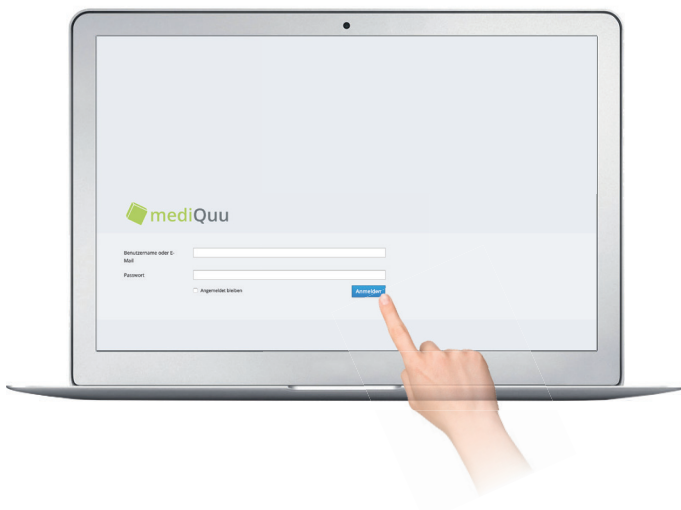 mediQuu
Benutzername oder E-
Mail
Passwort
Angemeldet bleiben
Anmelden